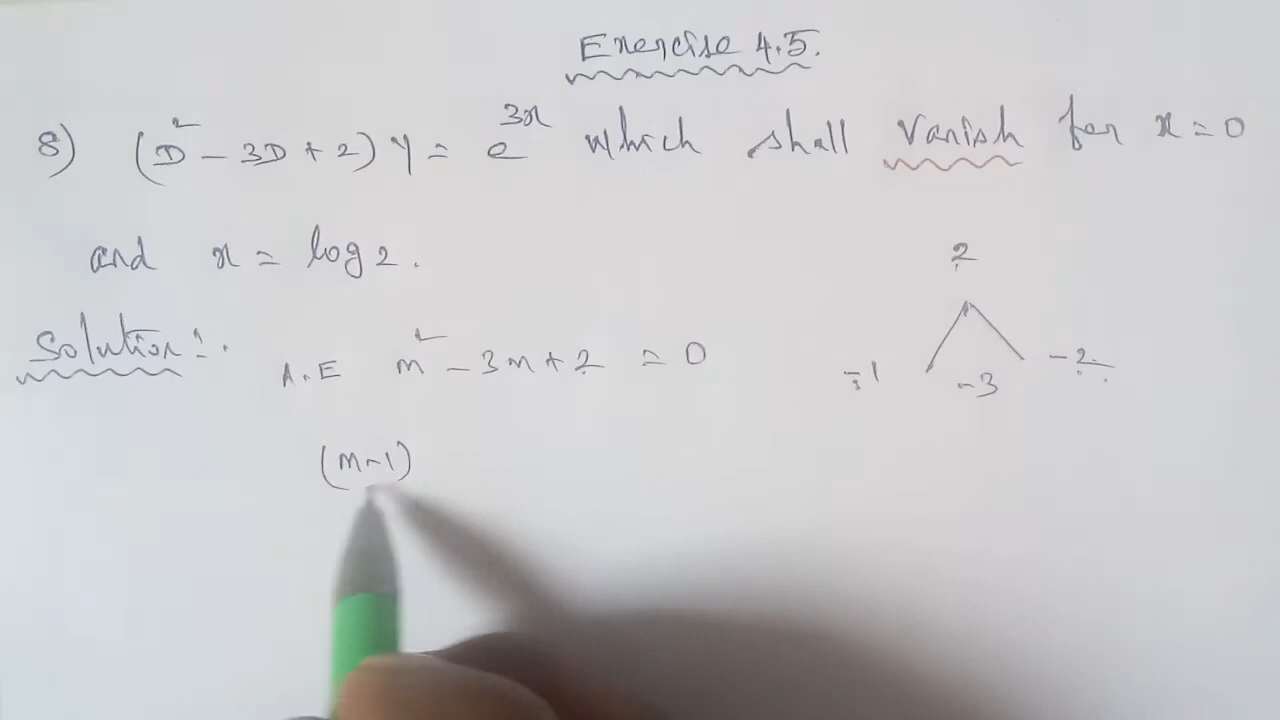 Exercise 4.5.
8) (D² - 3D + 2) y = e³ˣ which shall vanish for x = 0
and x = log 2.
2
Solution:.
A.E m² - 3m + 2 = 0
-1 -3 -2
(m-1)